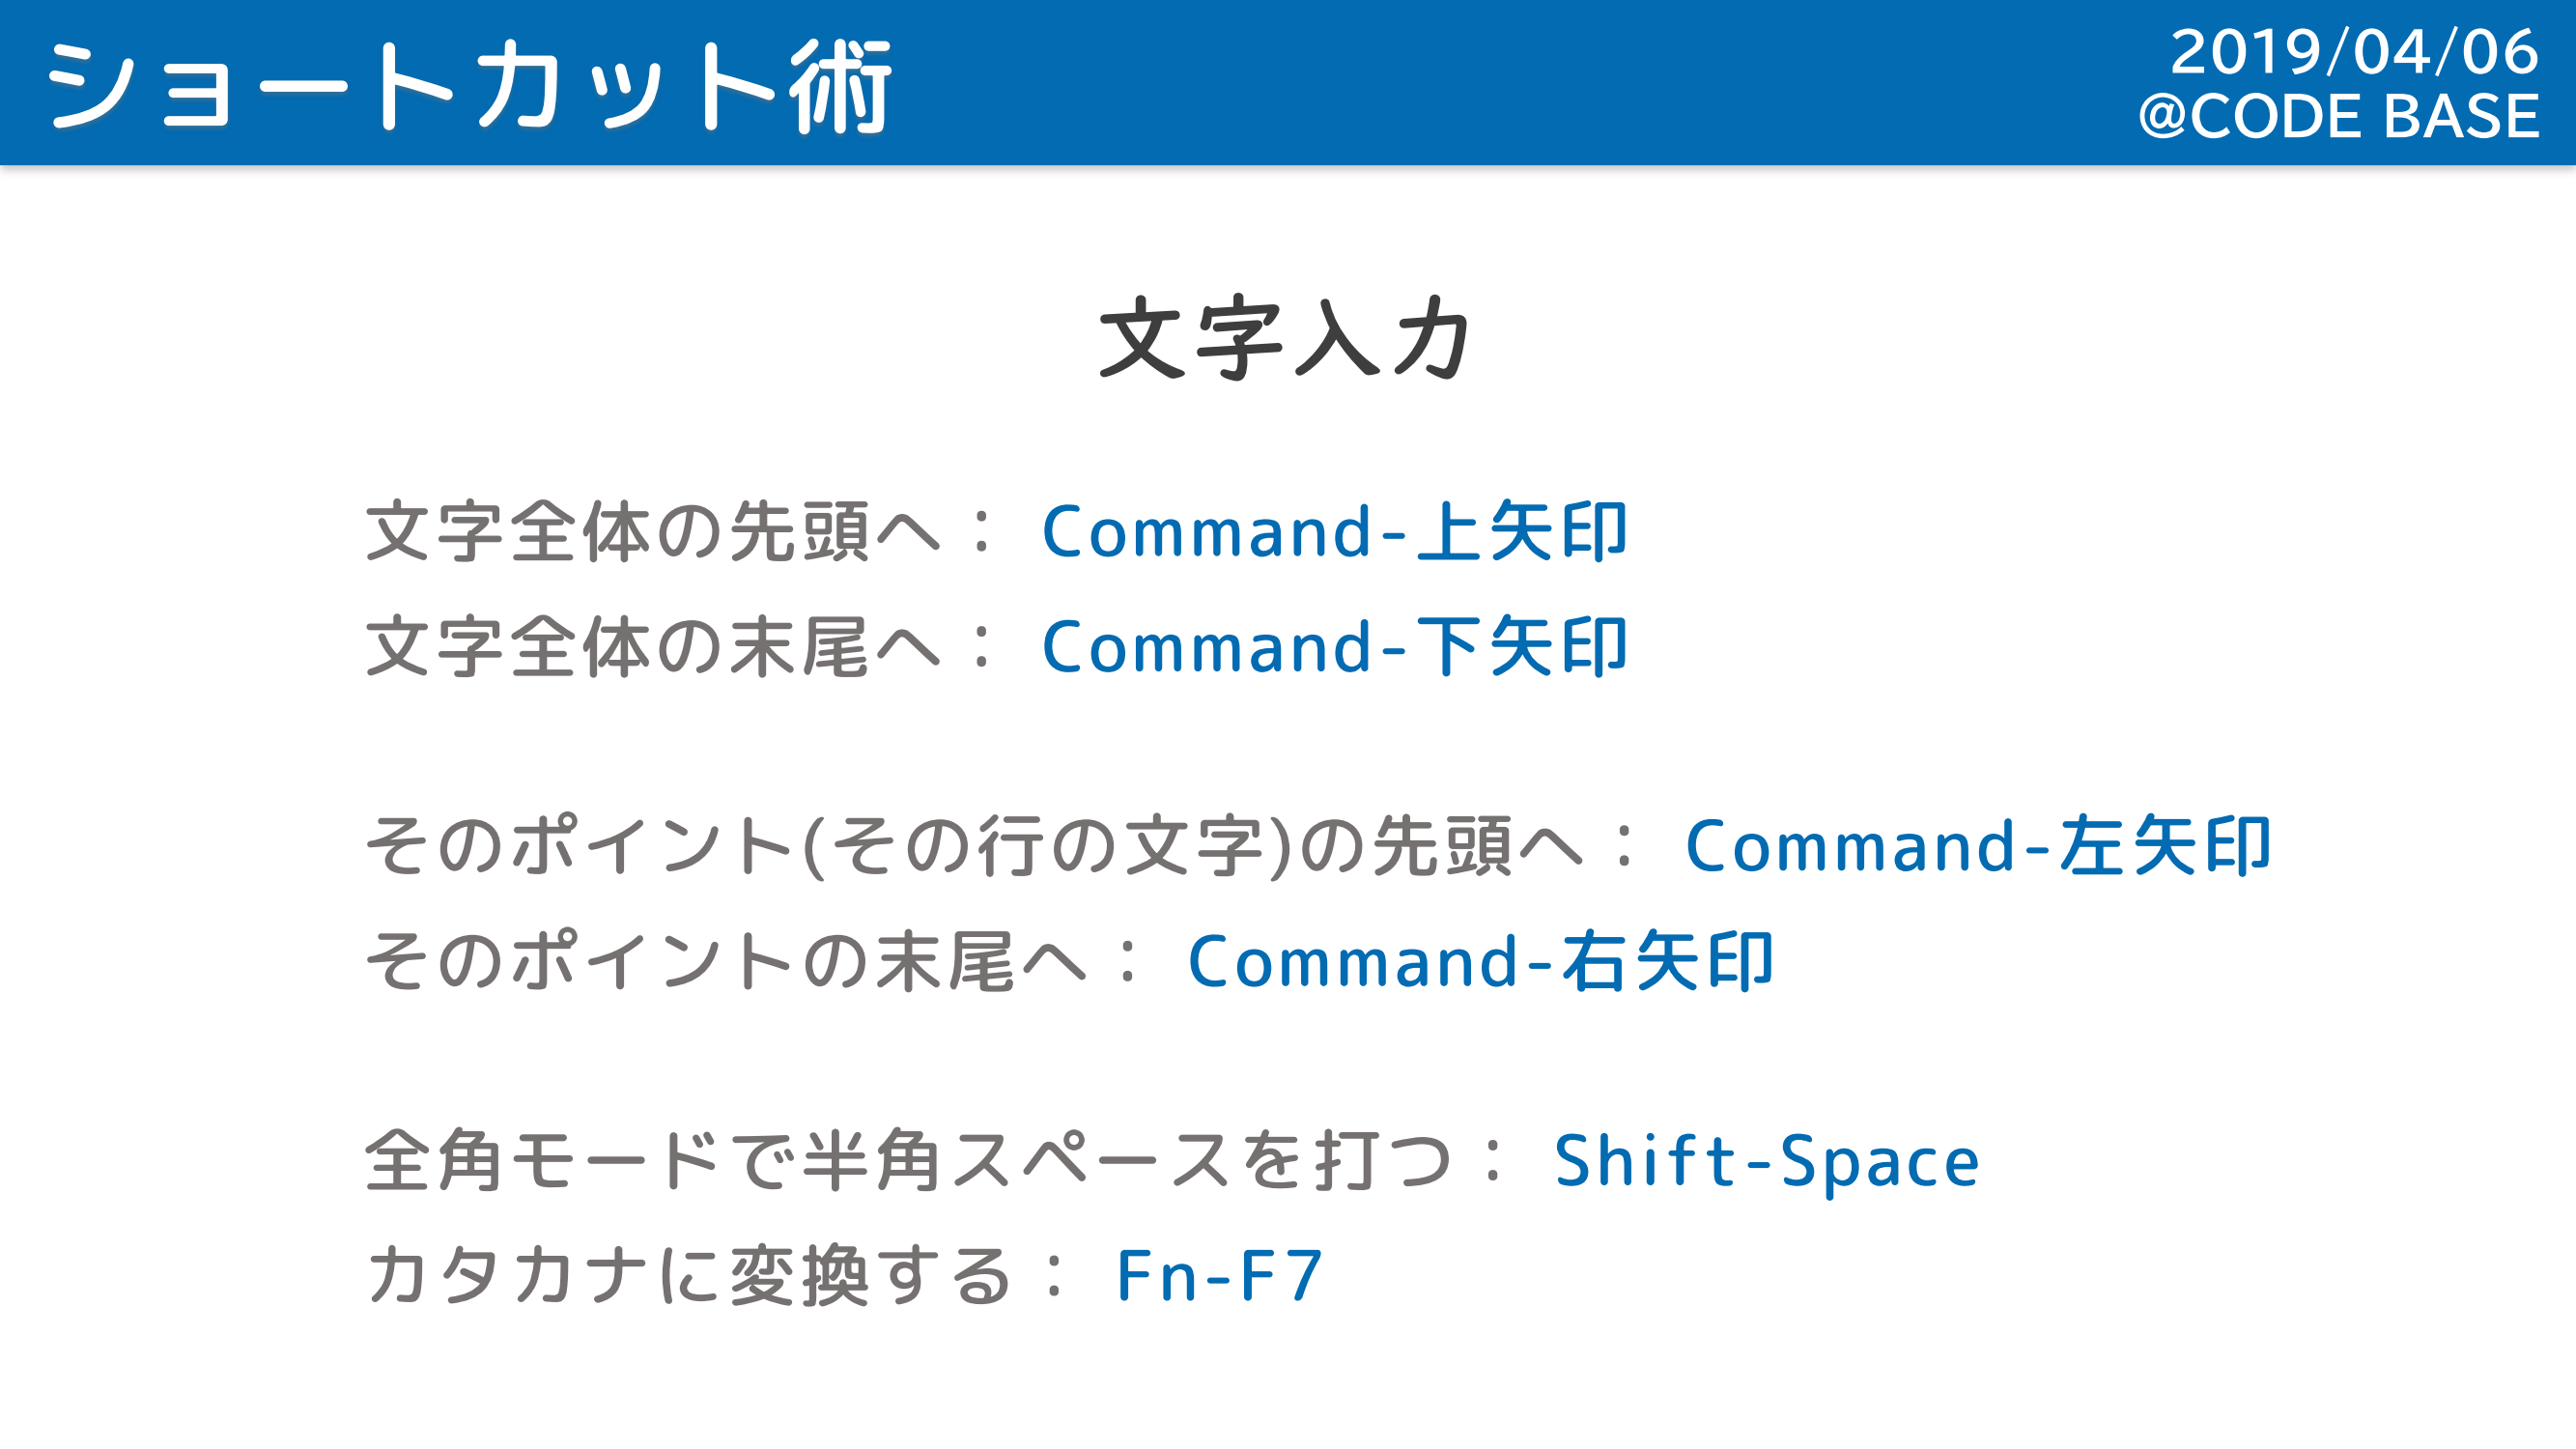 ショートカット術
2019/04/06
@CODE BASE
文字入力
文字全体の先頭へ： Command-上矢印
文字全体の末尾へ： Command-下矢印
そのポイント(その行の文字)の先頭へ： Command-左矢印
そのポイントの末尾へ： Command-右矢印
全角モードで半角スペースを打つ： Shift-Space
カタカナに変換する： Fn-F7